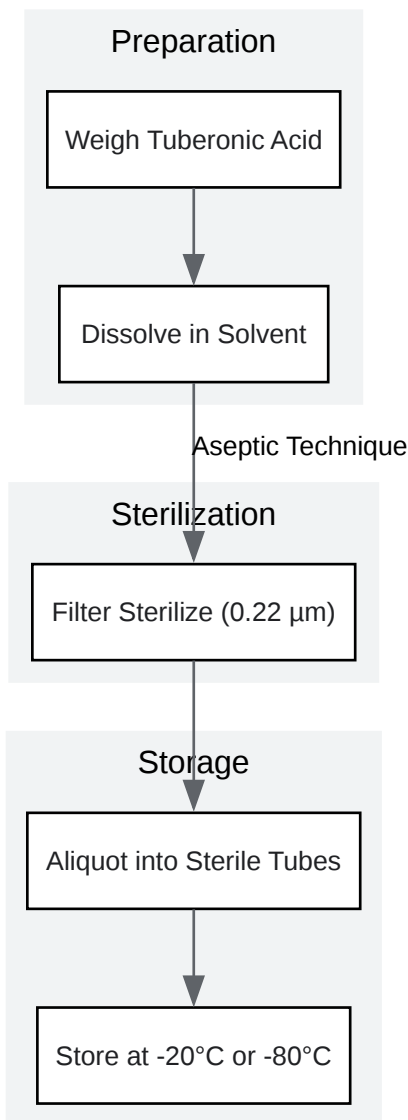 Preparation
Weigh Tuberonic Acid
Dissolve in Solvent
Aseptic Technique
Sterilization
Filter Sterilize (0.22 µm)
Storage
Aliquot into Sterile Tubes
Store at -20°C or -80°C